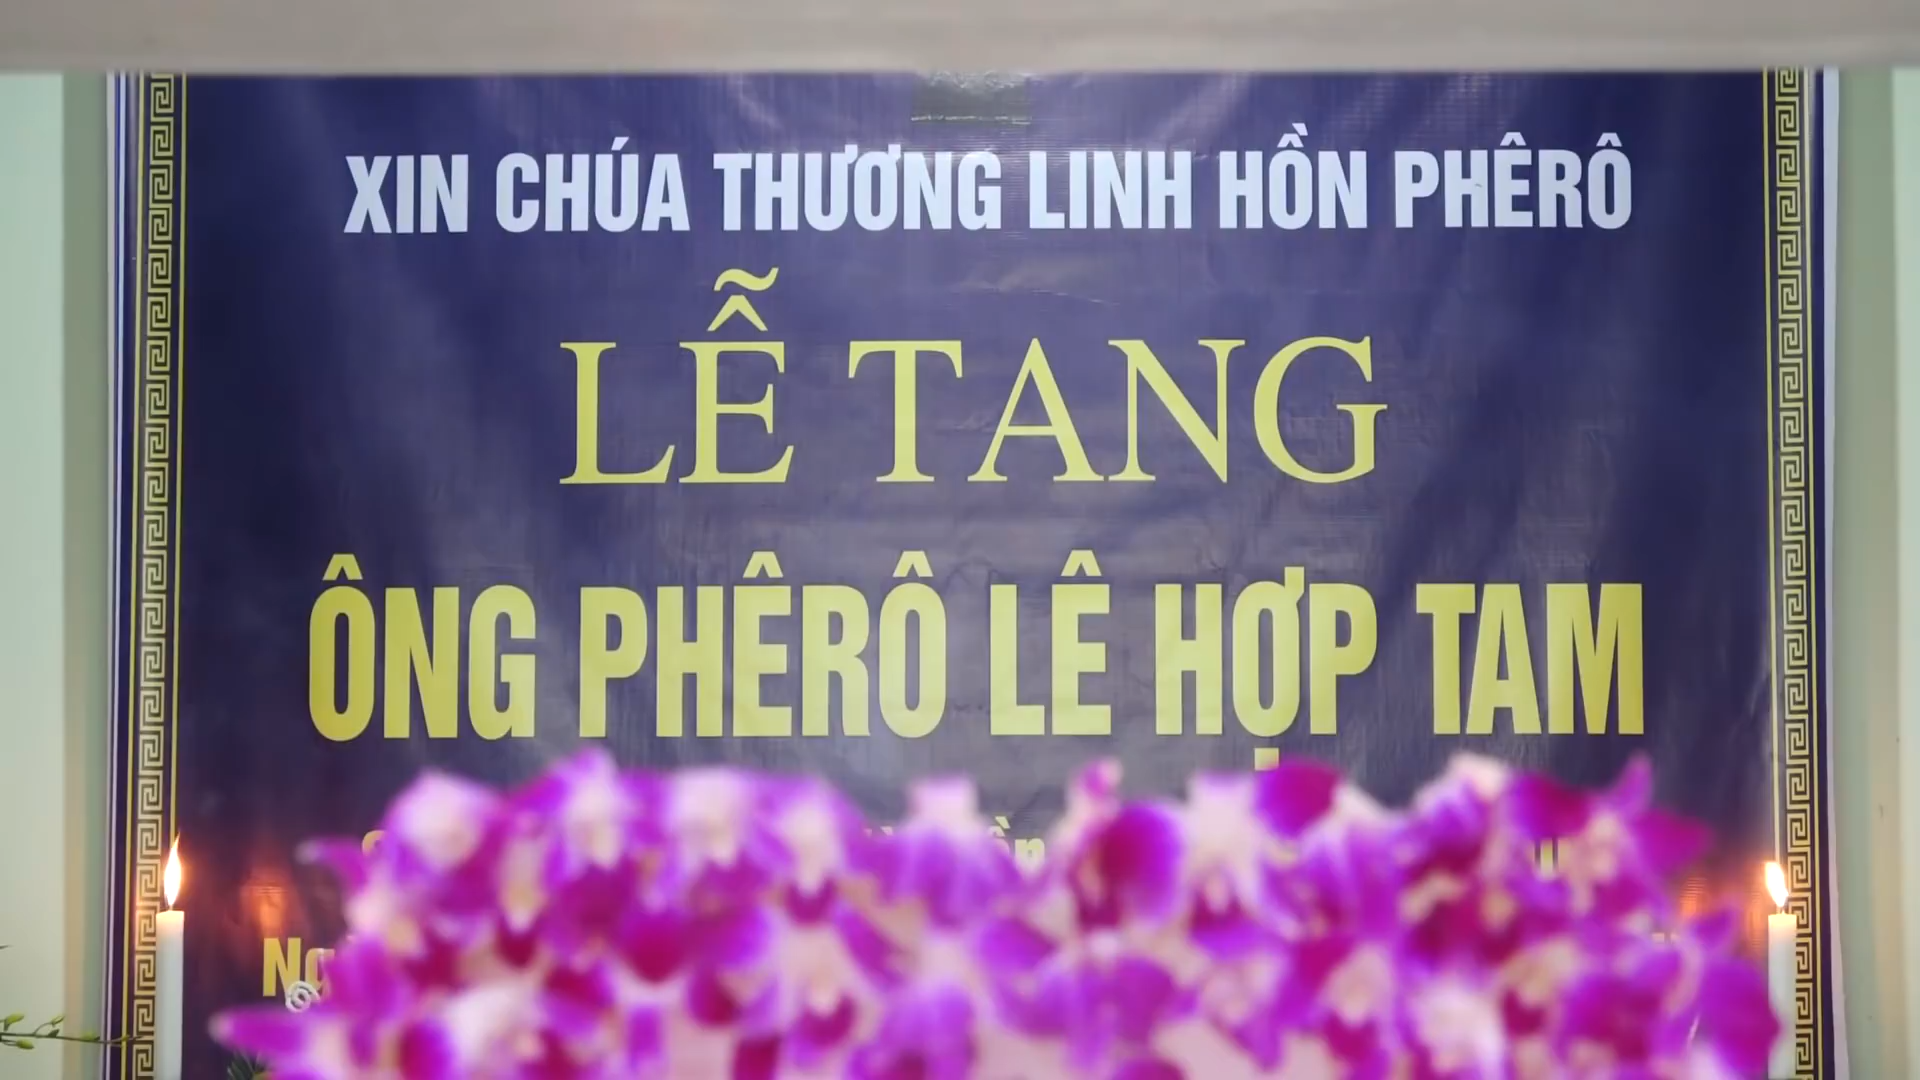 XIN CHÚA THƯƠNG LINH HỒN PHÊRÔ
LỄ TANG
ÔNG PHÊRÔ LÊ HỢP TAM